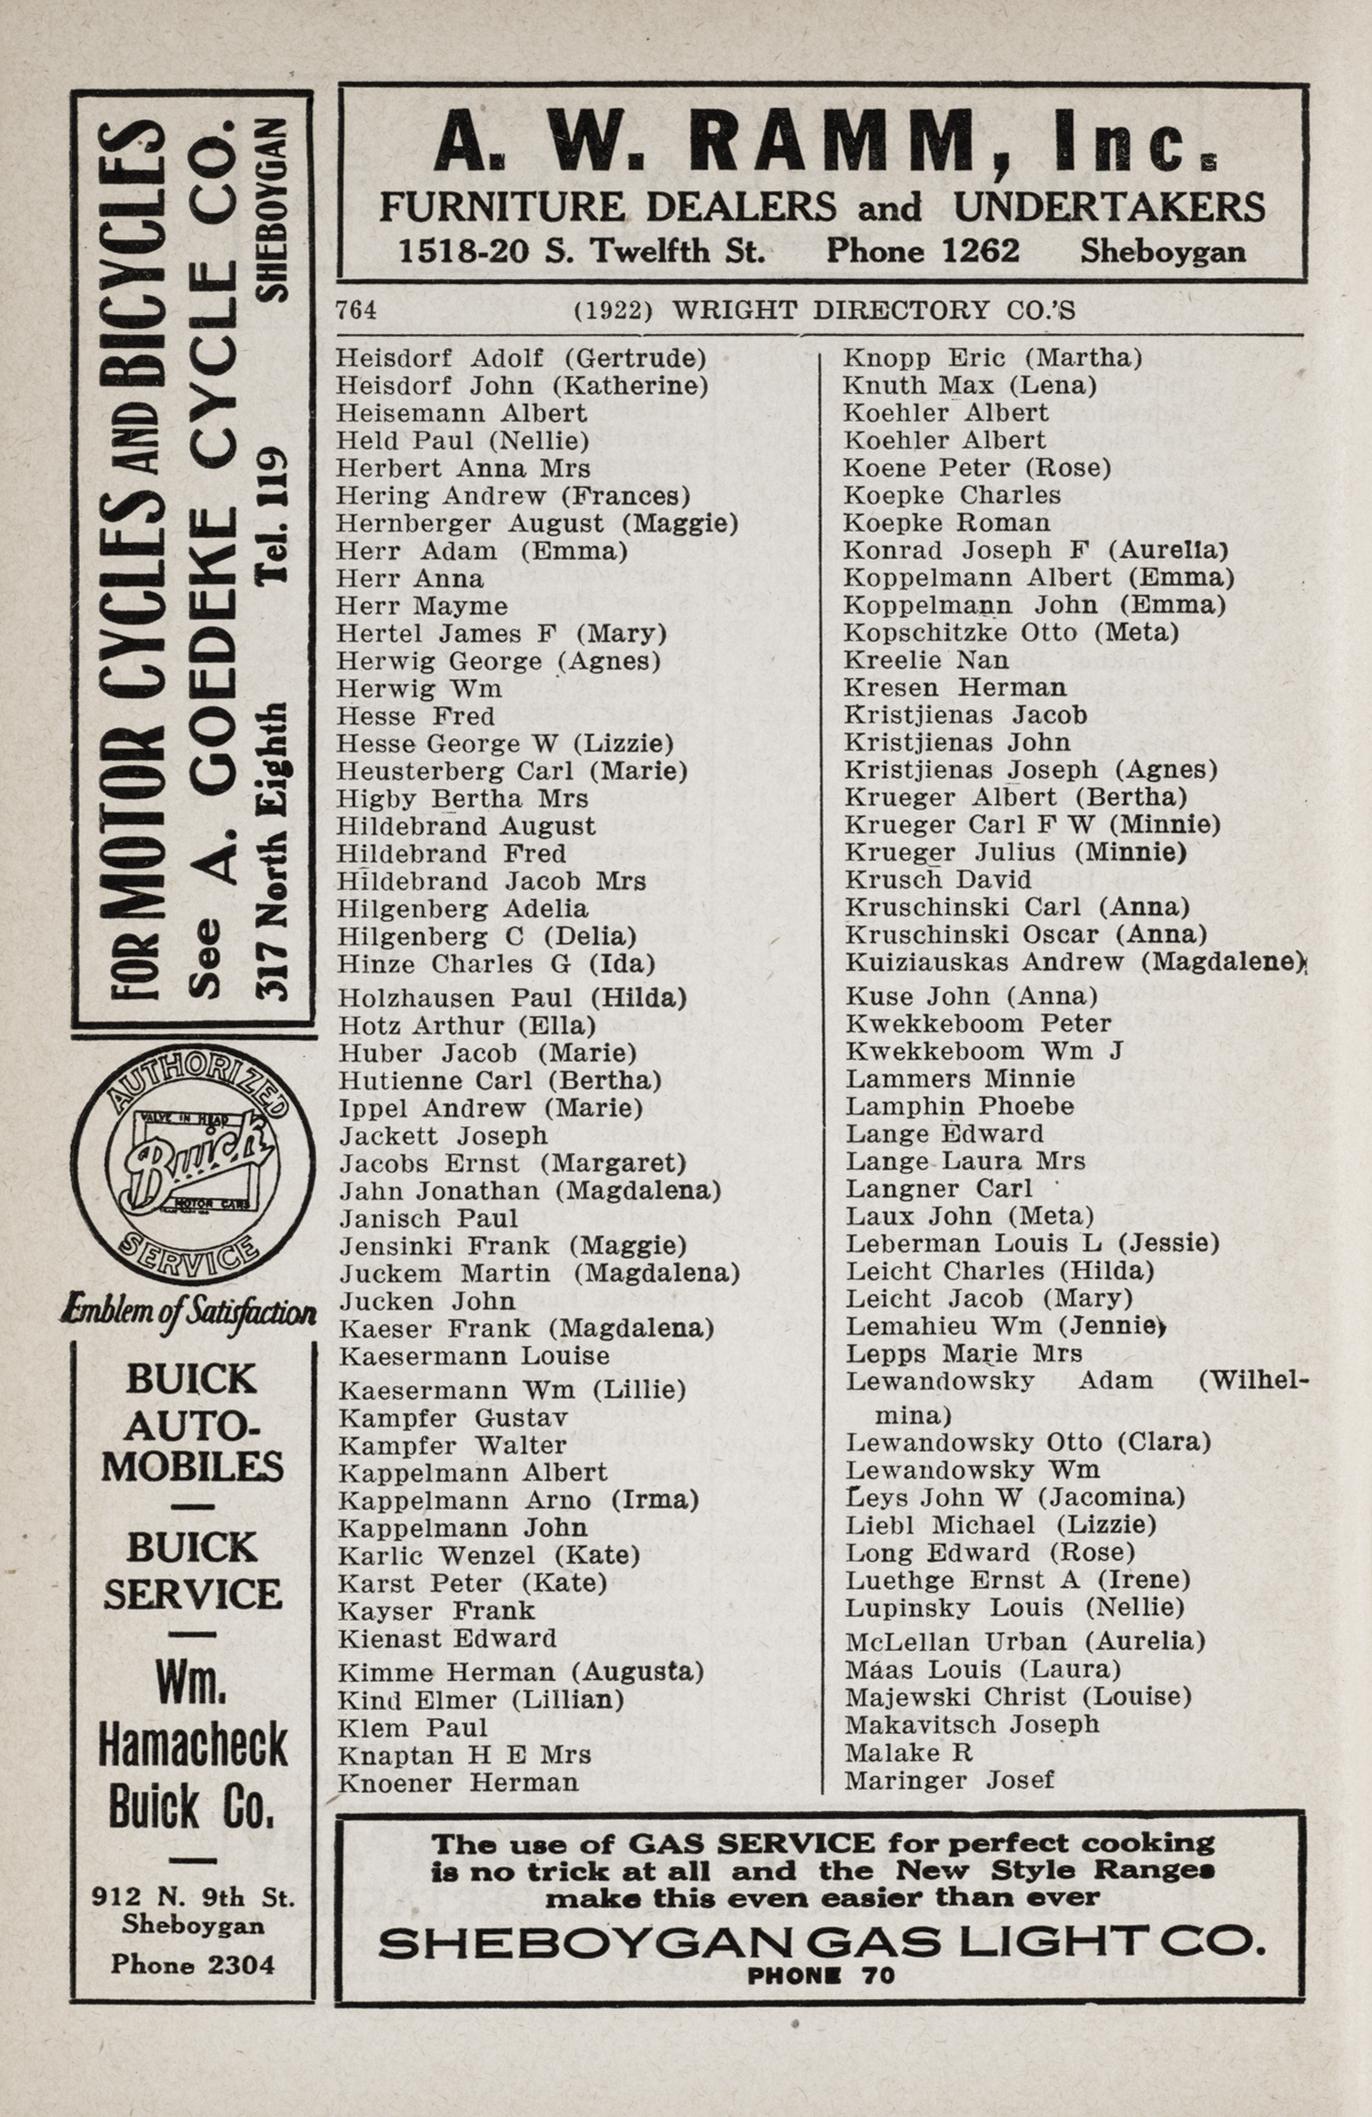 FOR MOTOR CYCLES AND BICYCLES
See A. GOEDEKE CYCLE CO.
317 North Eighth Tel. 119 SHEBOYGAN
AUTHORIZED
VALVE IN HEAD
Buick
MOTOR CARS
SERVICE
Emblem of Satisfaction
BUICK
AUTO-
MOBILES
BUICK
SERVICE
Wm.
Hamacheck
Buick Co.
912 N. 9th St.
Sheboygan
Phone 2304
A. W. RAMM, Inc.
FURNITURE DEALERS and UNDERTAKERS
1518-20 S. Twelfth St. Phone 1262 Sheboygan
764 (1922) WRIGHT DIRECTORY CO.'S
Heisdorf Adolf (Gertrude)
Heisdorf John (Katherine)
Heisemann Albert
Held Paul (Nellie)
Herbert Anna Mrs
Hering Andrew (Frances)
Hernberger August (Maggie)
Herr Adam (Emma)
Herr Anna
Herr Mayme
Hertel James F (Mary)
Herwig George (Agnes)
Herwig Wm
Hesse Fred
Hesse George W (Lizzie)
Heusterberg Carl (Marie)
Higby Bertha Mrs
Hildebrand August
Hildebrand Fred
Hildebrand Jacob Mrs
Hilgenberg Adelia
Hilgenberg C (Delia)
Hinze Charles G (Ida)
Holzhausen Paul (Hilda)
Hotz Arthur (Ella)
Huber Jacob (Marie)
Hutienne Carl (Bertha)
Ippel Andrew (Marie)
Jackett Joseph
Jacobs Ernst (Margaret)
Jahn Jonathan (Magdalena)
Janisch Paul
Jensinki Frank (Maggie)
Juckem Martin (Magdalena)
Jucken John
Kaeser Frank (Magdalena)
Kaesermann Louise
Kaesermann Wm (Lillie)
Kampfer Gustav
Kampfer Walter
Kappelmann Albert
Kappelmann Arno (Irma)
Kappelmann John
Karlic Wenzel (Kate)
Karst Peter (Kate)
Kayser Frank
Kienast Edward
Kimme Herman (Augusta)
Kind Elmer (Lillian)
Klem Paul
Knaptan H E Mrs
Knoener Herman
Knopp Eric (Martha)
Knuth Max (Lena)
Koehler Albert
Koehler Albert
Koene Peter (Rose)
Koepke Charles
Koepke Roman
Konrad Joseph F (Aurelia)
Koppelmann Albert (Emma)
Koppelmann John (Emma)
Kopschitzke Otto (Meta)
Kreelie Nan
Kresen Herman
Kristjienas Jacob
Kristjienas John
Kristjienas Joseph (Agnes)
Krueger Albert (Bertha)
Krueger Carl F W (Minnie)
Krueger Julius (Minnie)
Krusch David
Kruschinski Carl (Anna)
Kruschinski Oscar (Anna)
Kuiziauskas Andrew (Magdalene)
Kuse John (Anna)
Kwekkeboom Peter
Kwekkeboom Wm J
Lammers Minnie
Lamphin Phoebe
Lange Edward
Lange Laura Mrs
Langner Carl
Laux John (Meta)
Leberman Louis L (Jessie)
Leicht Charles (Hilda)
Leicht Jacob (Mary)
Lemahieu Wm (Jennie)
Lepps Marie Mrs
Lewandowsky Adam (Wilhel-
mina)
Lewandowsky Otto (Clara)
Lewandowsky Wm
Leys John W (Jacomina)
Liebl Michael (Lizzie)
Long Edward (Rose)
Luethge Ernst A (Irene)
Lupinsky Louis (Nellie)
McLellan Urban (Aurelia)
Maas Louis (Laura)
Majewski Christ (Louise)
Makavitsch Joseph
Malake R
Maringer Josef
The use of GAS SERVICE for perfect cooking
is no trick at all and the New Style Ranges
make this even easier than ever
SHEBOYGAN GAS LIGHT CO.
PHONE 70